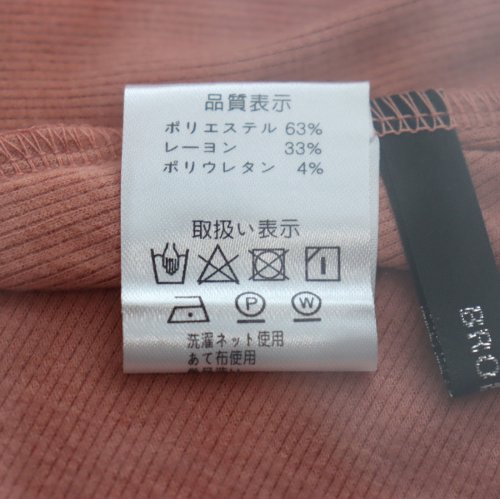 品質表示
ポリエステル 63%
レーヨン 33%
ポリウレタン 4%
取扱い表示
P W
洗濯ネット使用
あて布使用
BRO